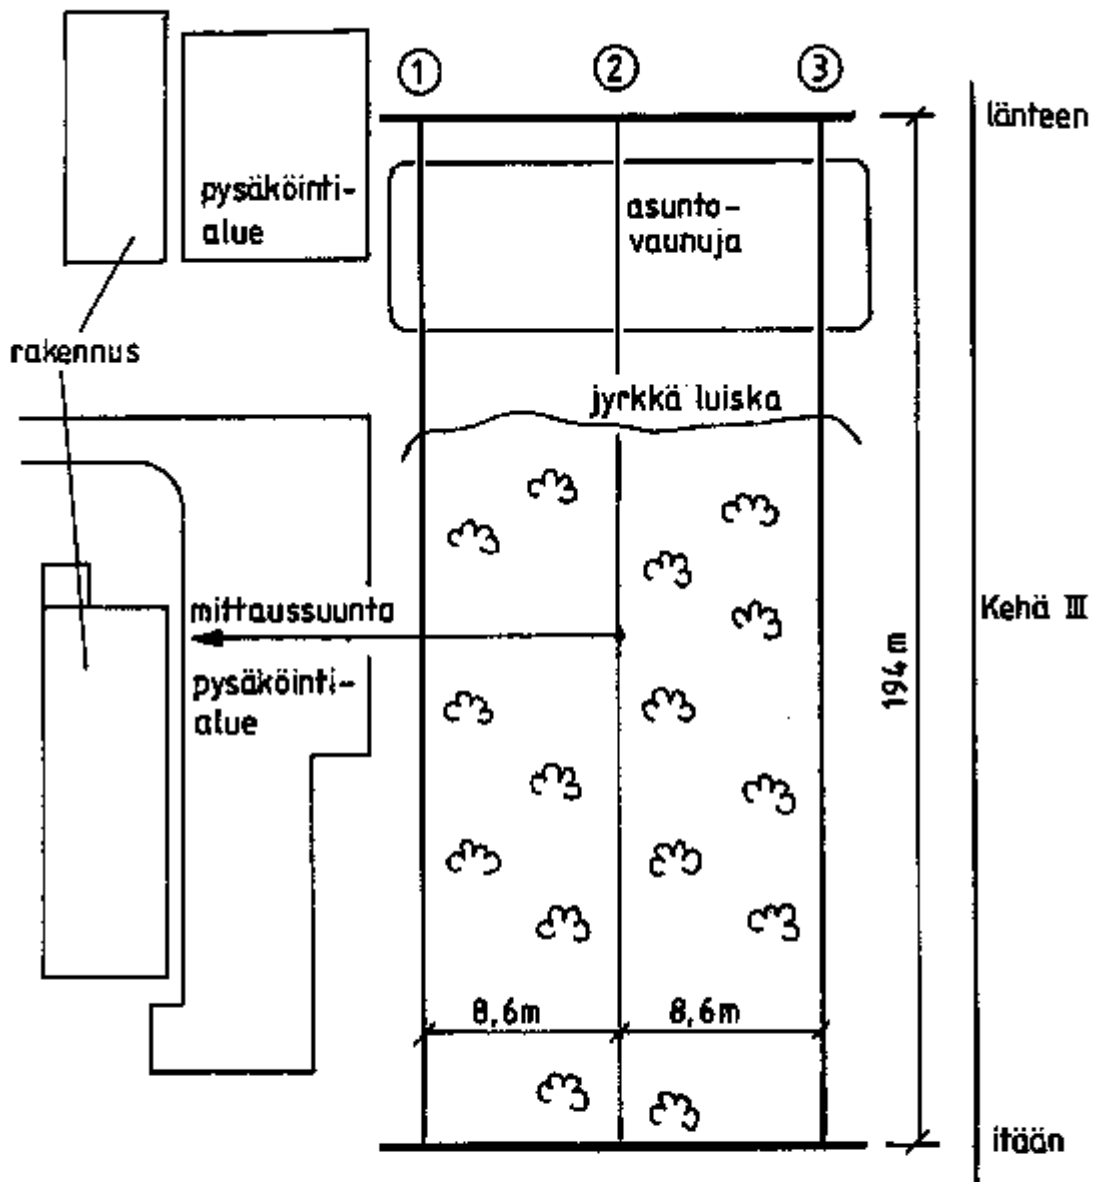 1
2
3
länteen
pysäköinti-
alue
asunto-
vaunuja
rakennus
jyrkkä luiska
mittaussuunta
Kehä III
pysäköinti-
alue
194 m
8,6m
8,6m
itään